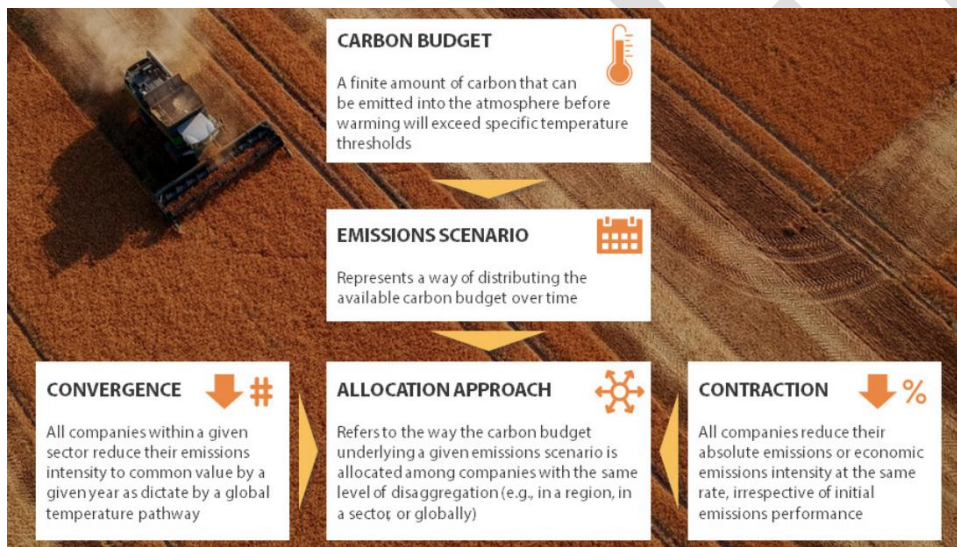 CARBON BUDGET
A finite amount of carbon that can
be emitted into the atmosphere before
warming will exceed specific temperature
thresholds
EMISSIONS SCENARIO
Represents a way of distributing the
available carbon budget over time
CONVERGENCE
#
All companies within a given
sector reduce their emissions
intensity to common value by a
given year as dictate by a global
temperature pathway
ALLOCATION APPROACH
Refers to the way the carbon budget
underlying a given emissions scenario is
allocated among companies with the same
level of disaggregation (e.g., in a region, in
a sector, or globally)
CONTRACTION
%
All companies reduce their
absolute emissions or economic
emissions intensity at the same
rate, irrespective of initial
emissions performance